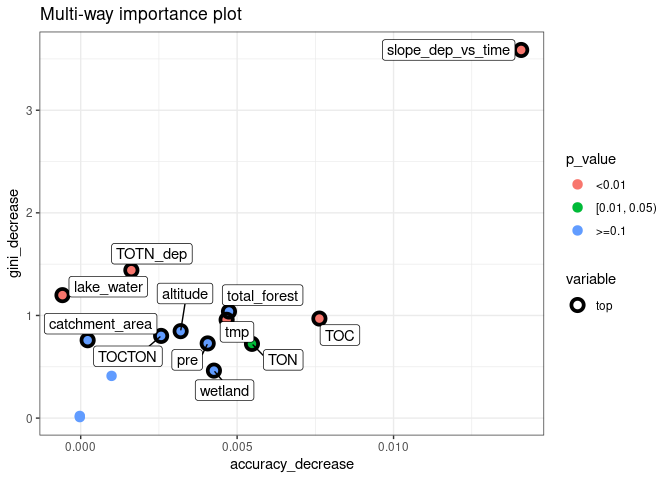 Multi-way importance plot
slope_dep_vs_time
3
2
1
0
gini_decrease
TOTN_dep
lake_water
altitude
total_forest
catchment_area
tmp
TOC
TOCTON
pre
TON
wetland
0.000
0.005
0.010
accuracy_decrease
p_value
<0.01
[0.01, 0.05)
>=0.1
variable
top